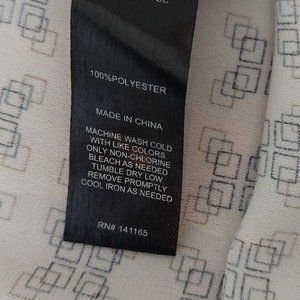 100%POLYESTER
MADE IN CHINA
MACHINE WASH COLD
WITH LIKE COLORS
ONLY NON-CHLORINE
BLEACH AS NEEDED
TUMBLE DRY LOW
REMOVE PROMPTLY
COOL IRON AS NEEDED
RN# 141165